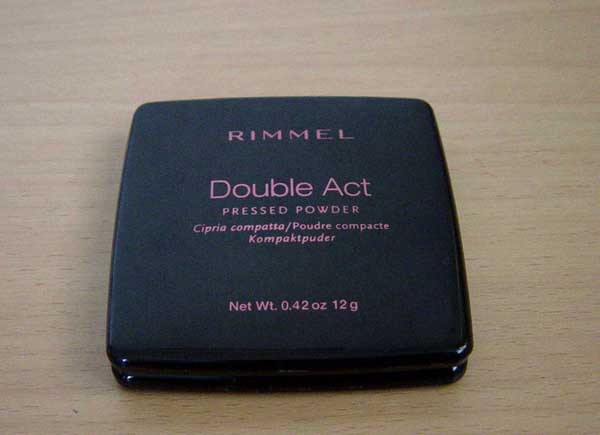 RIMMEL
Double Act
PRESSED POWDER
Cipria compatta/Poudre compacte
Kompaktpuder
Net Wt. 0.42 oz 12 g